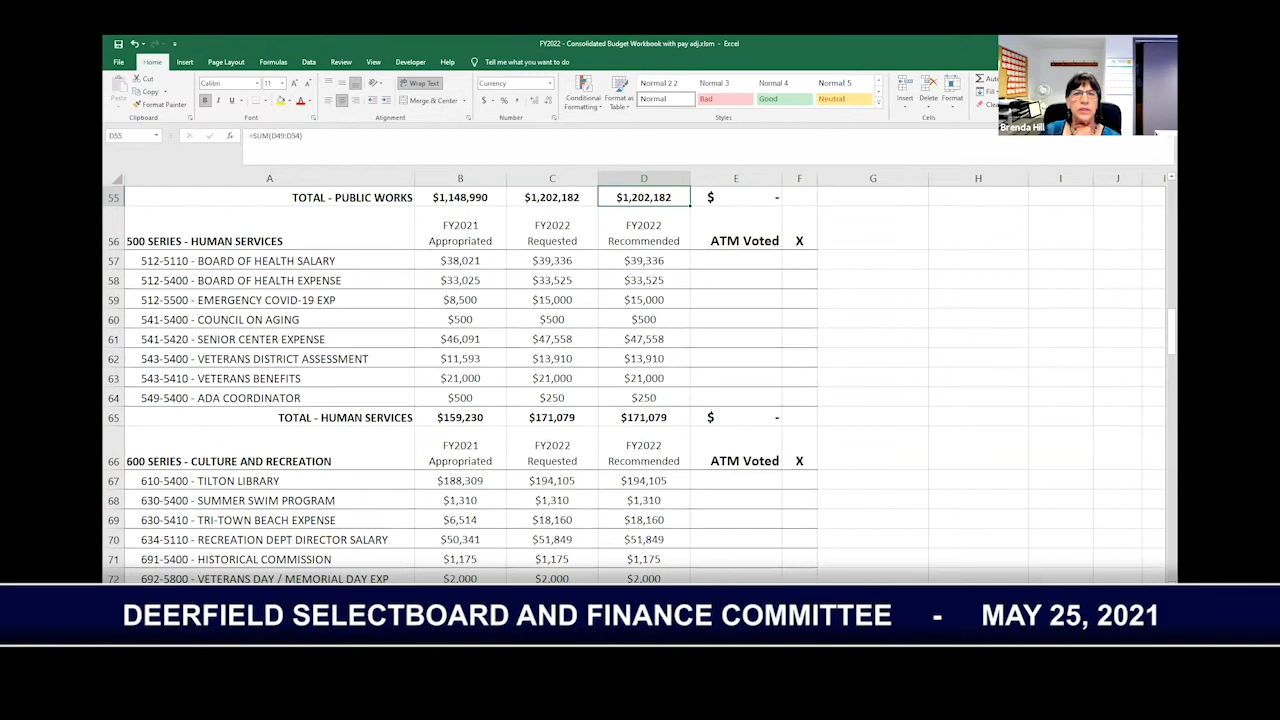 FY2022 - Consolidated Budget Workbook with pay adj.xlsm - Excel
File Home Insert Page Layout Formulas Data Review View Developer Help Tell me what you want to do
Cut
Copy
Format Painter
Paste
Clipboard
Calibri 11
B I U
Font
Wrap Text
Merge & Center
Alignment
Currency
$ % ,
Number
Conditional Formatting
Format as Table
Normal 2 2 Normal 3 Normal 4 Normal 5
Normal Bad Good Neutral
Styles
Insert Delete Format
Cells
Brenda Hill
D55 fx =SUM(D49:D54)
A B C D E F G H I J
55 TOTAL - PUBLIC WORKS $1,148,990 $1,202,182 $1,202,182 $ -
FY2021 FY2022 FY2022
56 500 SERIES - HUMAN SERVICES Appropriated Requested Recommended ATM Voted X
57 512-5110 - BOARD OF HEALTH SALARY $38,021 $39,336 $39,336
58 512-5400 - BOARD OF HEALTH EXPENSE $33,025 $33,525 $33,525
59 512-5500 - EMERGENCY COVID-19 EXP $8,500 $15,000 $15,000
60 541-5400 - COUNCIL ON AGING $500 $500 $500
61 541-5420 - SENIOR CENTER EXPENSE $46,091 $47,558 $47,558
62 543-5400 - VETERANS DISTRICT ASSESSMENT $11,593 $13,910 $13,910
63 543-5410 - VETERANS BENEFITS $21,000 $21,000 $21,000
64 549-5400 - ADA COORDINATOR $500 $250 $250
65 TOTAL - HUMAN SERVICES $159,230 $171,079 $171,079 $ -
FY2021 FY2022 FY2022
66 600 SERIES - CULTURE AND RECREATION Appropriated Requested Recommended ATM Voted X
67 610-5400 - TILTON LIBRARY $188,309 $194,105 $194,105
68 630-5400 - SUMMER SWIM PROGRAM $1,310 $1,310 $1,310
69 630-5410 - TRI-TOWN BEACH EXPENSE $6,514 $18,160 $18,160
70 634-5110 - RECREATION DEPT DIRECTOR SALARY $50,341 $51,849 $51,849
71 691-5400 - HISTORICAL COMMISSION $1,175 $1,175 $1,175
72 692-5800 - VETERANS DAY / MEMORIAL DAY EXP $2,000 $2,000 $2,000
DEERFIELD SELECTBOARD AND FINANCE COMMITTEE - MAY 25, 2021